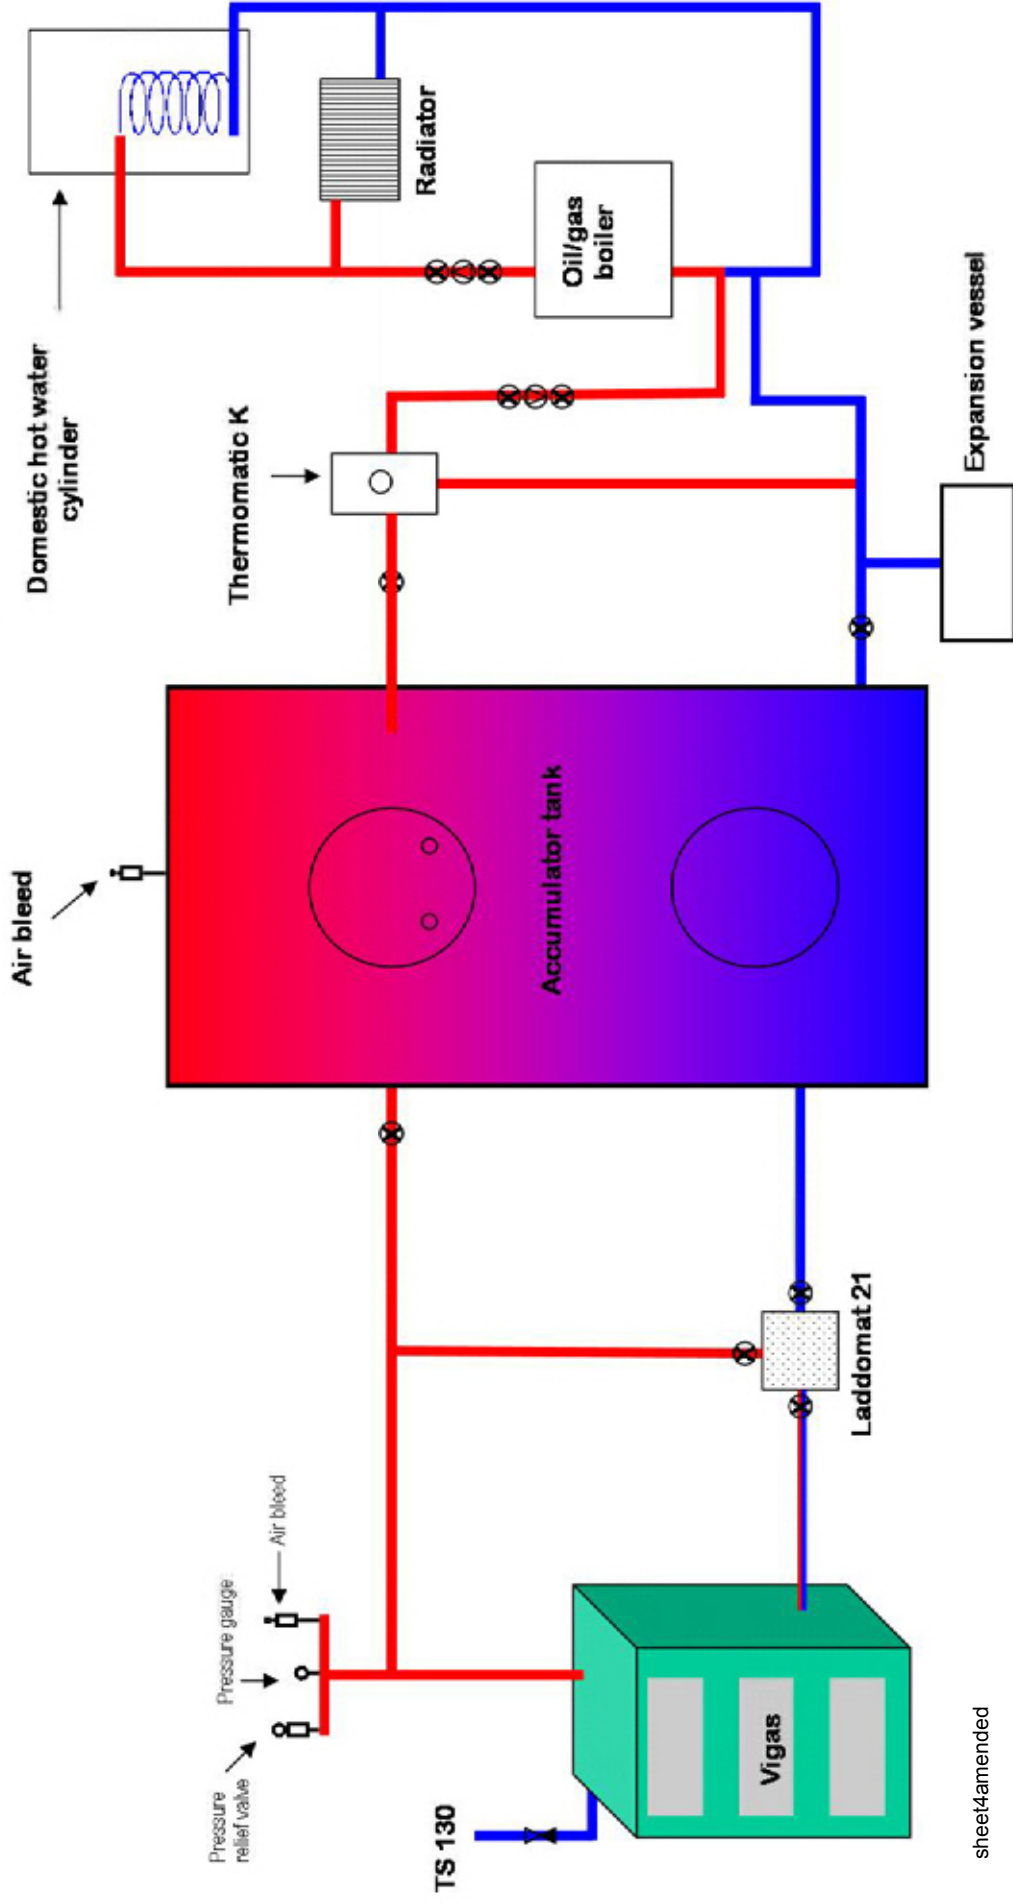 Domestic hot water
cylinder
Radiator
Oil/gas
boiler
Thermomatic K
Expansion vessel
Air bleed
Accumulator tank
Laddomat 21
Air bleed
Pressure gauge
Pressure
relief valve
TS 130
Vigas
sheet4amended